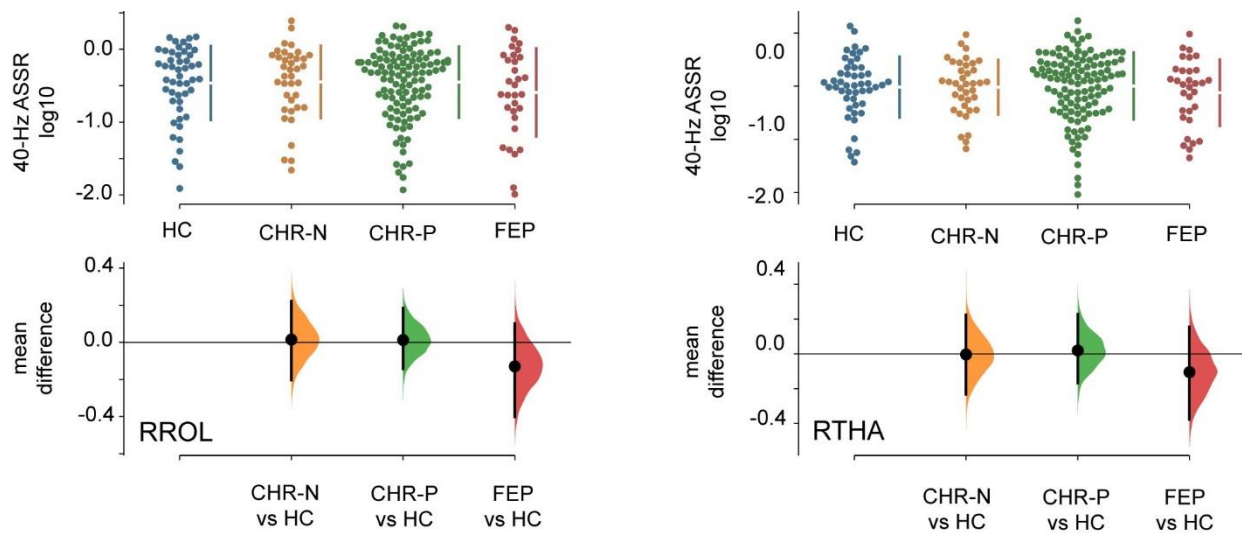 40-Hz ASSR
log10
0.0
-1.0
-2.0
HC
CHR-N
CHR-P
FEP
mean
difference
0.4
0.0
-0.4
RROL
CHR-N
vs HC
CHR-P
vs HC
FEP
vs HC
40-Hz ASSR
log10
0.0
-1.0
-2.0
HC
CHR-N
CHR-P
FEP
mean
difference
0.4
0.0
-0.4
RTHA
CHR-N
vs HC
CHR-P
vs HC
FEP
vs HC